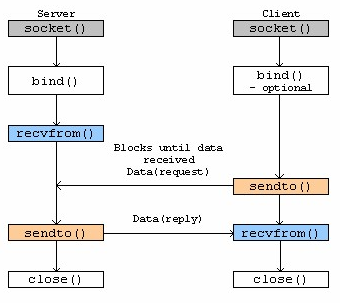 Server
Client
socket()
socket()
bind()
bind()
- optional
recvfrom()
Blocks until data
received
Data(request)
sendto()
Data(reply)
sendto()
recvfrom()
close()
close()